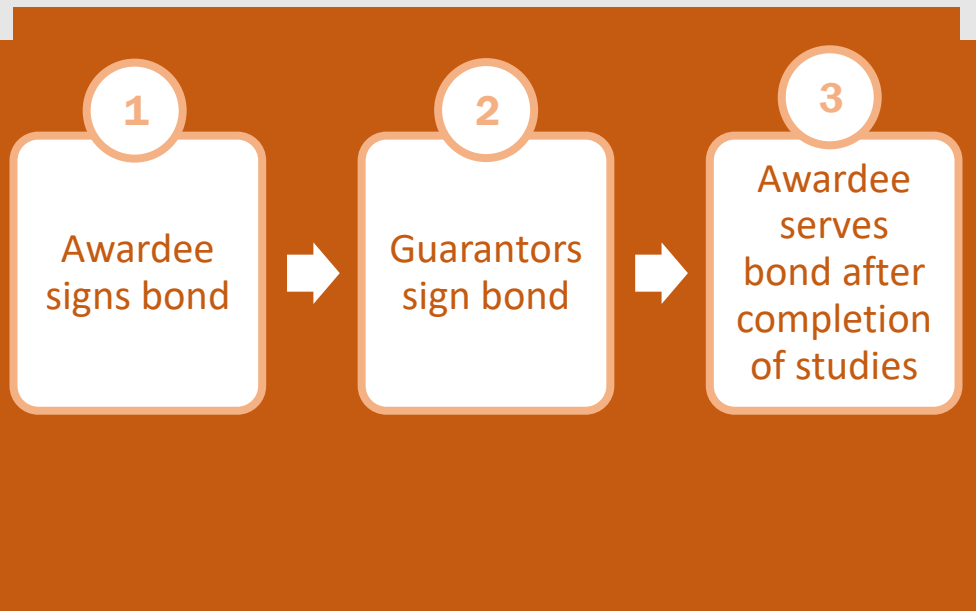 1
Awardee
signs bond
2
Guarantors
sign bond
3
Awardee
serves
bond after
completion
of studies